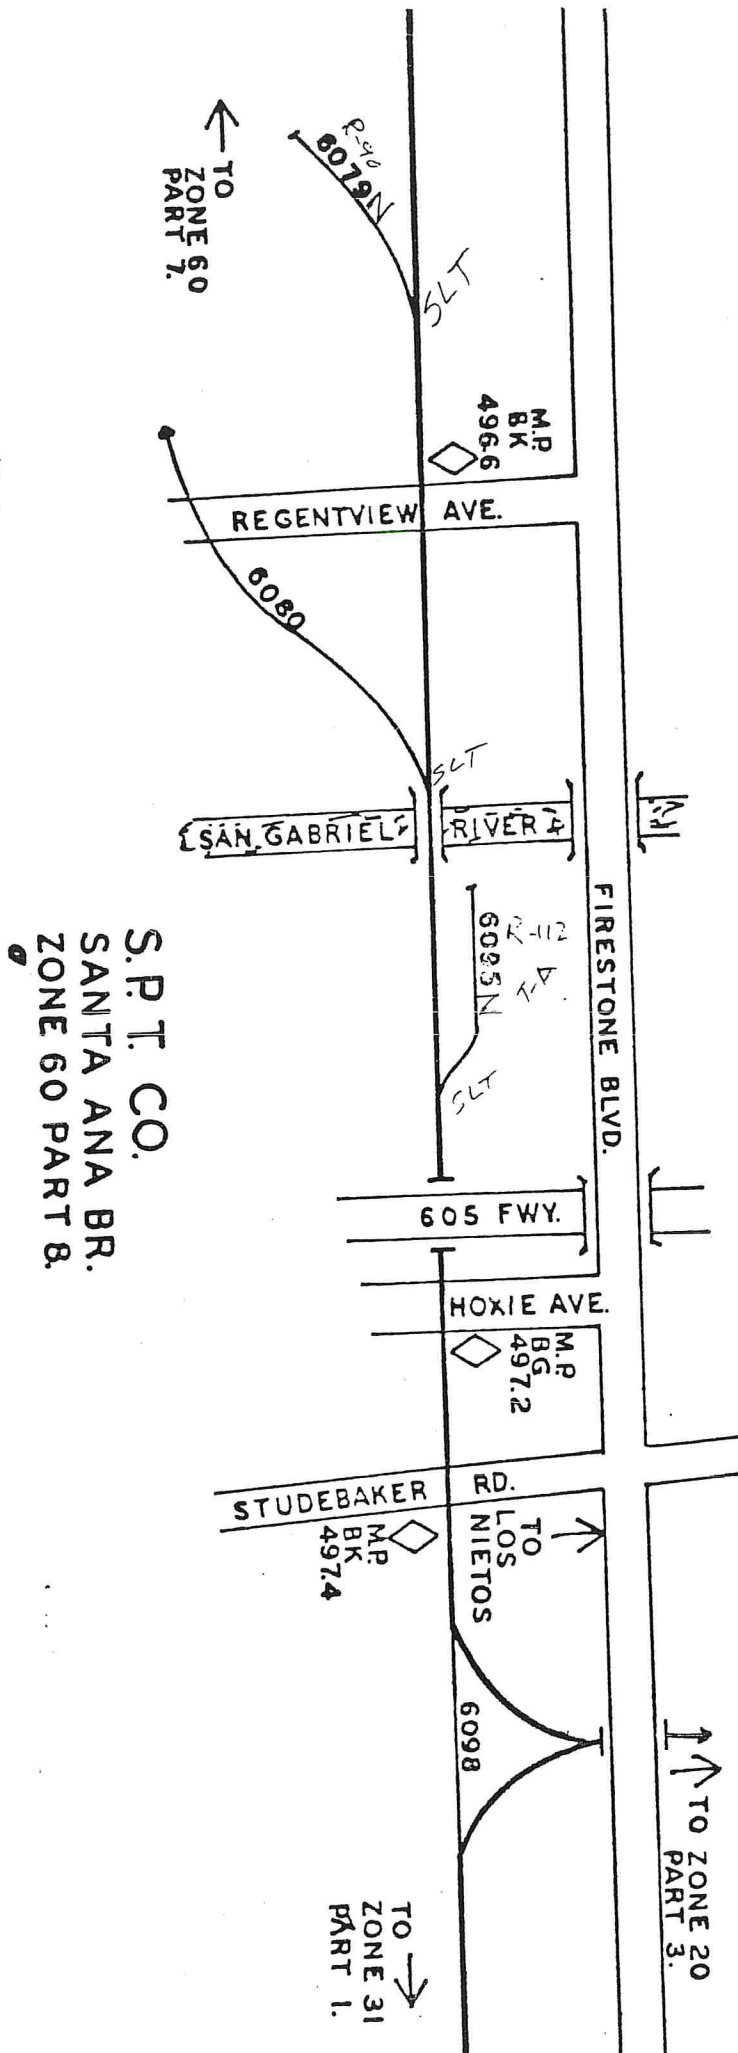 TO
ZONE 60
PART 7.
R-90
6079N
SLT
M.P.
BK
496.6
REGENTVIEW AVE.
6080
SLT
SAN GABRIEL RIVER
R-112
6095N
SLT
FIRESTONE BLVD.
605 FWY.
HOXIE AVE.
M.P.
BG
497.2
STUDEBAKER RD.
M.P.
BK
497.4
TO
LOS
NIETOS
6098
TO ZONE 20
PART 3.
TO
ZONE 31
PART 1.
S.P.T. CO.
SANTA ANA BR.
ZONE 60 PART 8.